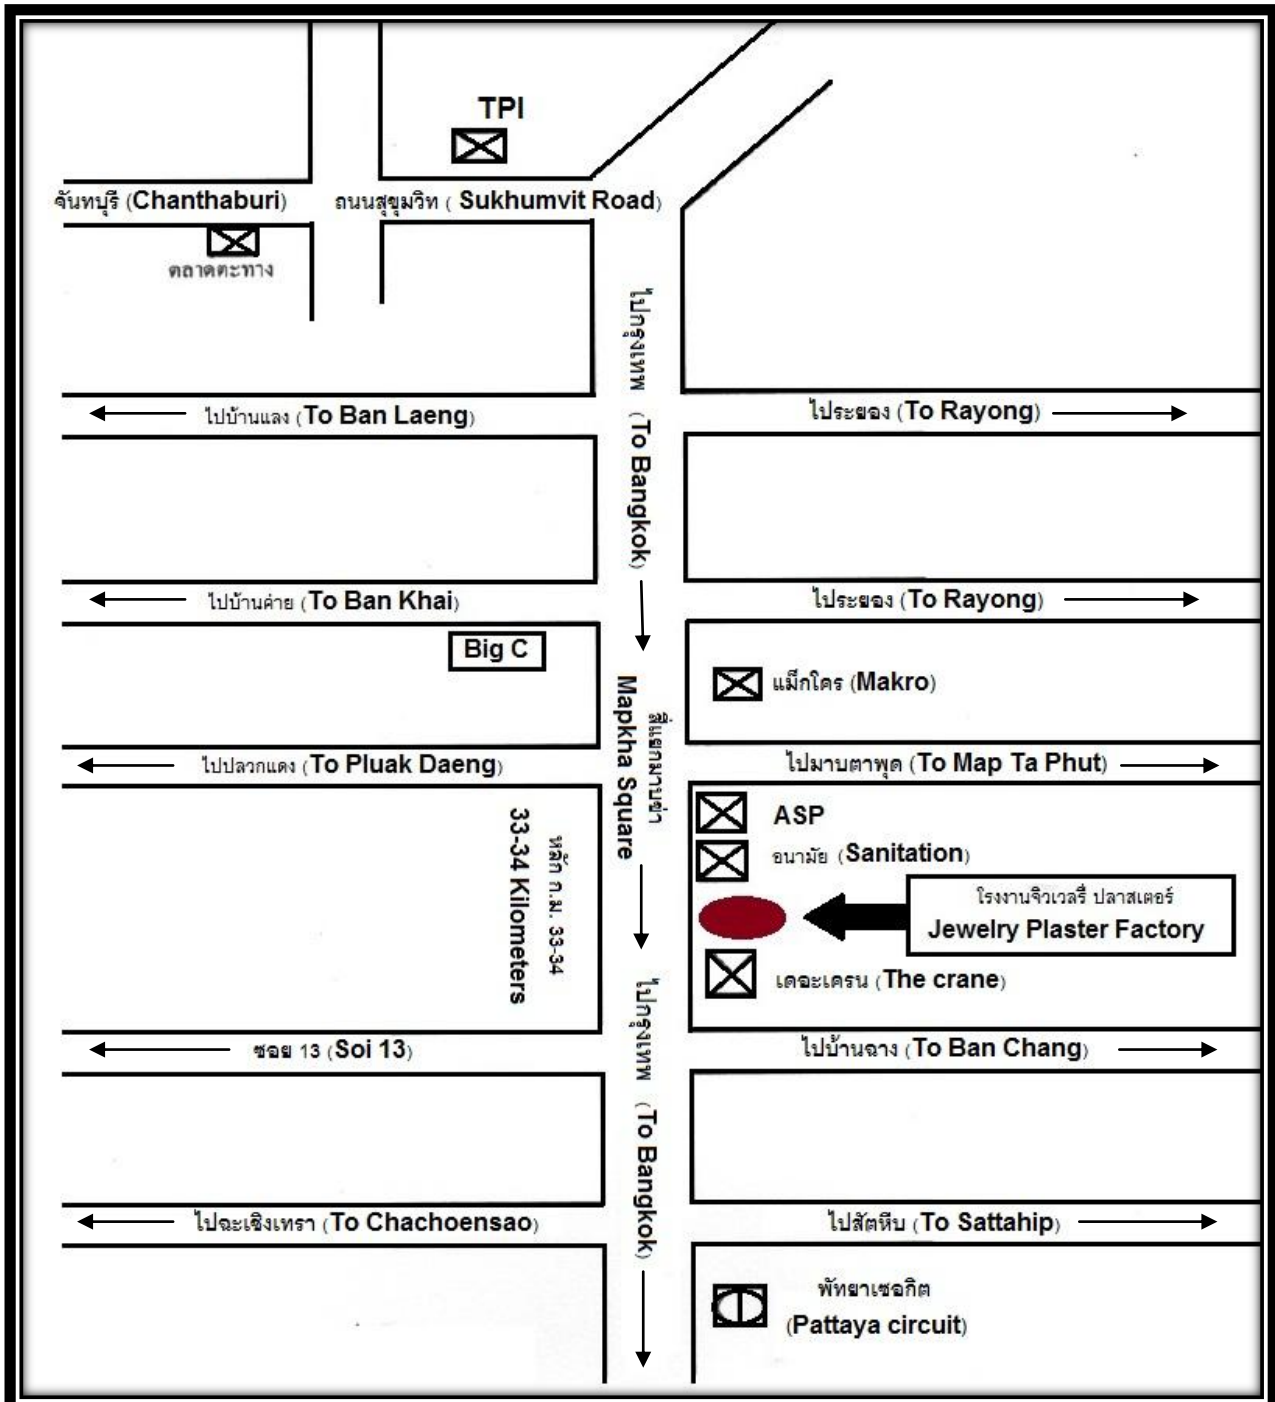 TPI
จันทบุรี (Chanthaburi)
ถนนสุขุมวิท ( Sukhumvit Road)
ตลาดตะทาง
ไปกรุงเทพ (To Bangkok)
ไปบ้านแลง (To Ban Laeng)
ไประยอง (To Rayong)
ไปบ้านค่าย (To Ban Khai)
ไประยอง (To Rayong)
Big C
แม็กโคร (Makro)
สี่แยกมาบข่า
Mapkha Square
ไปปลวกแดง (To Pluak Daeng)
ไปมาบตาพุด (To Map Ta Phut)
ASP
อนามัย (Sanitation)
หลัก ก.ม. 33-34
33-34 Kilometers
โรงงานจิวเวลรี่ ปลาสเตอร์
Jewelry Plaster Factory
เดอะเครน (The crane)
ไปกรุงเทพ (To Bangkok)
ซอย 13 (Soi 13)
ไปบ้านฉาง (To Ban Chang)
ไปฉะเชิงเทรา (To Chachoensao)
ไปสัตหีบ (To Sattahip)
พัทยาเซอกิต
(Pattaya circuit)